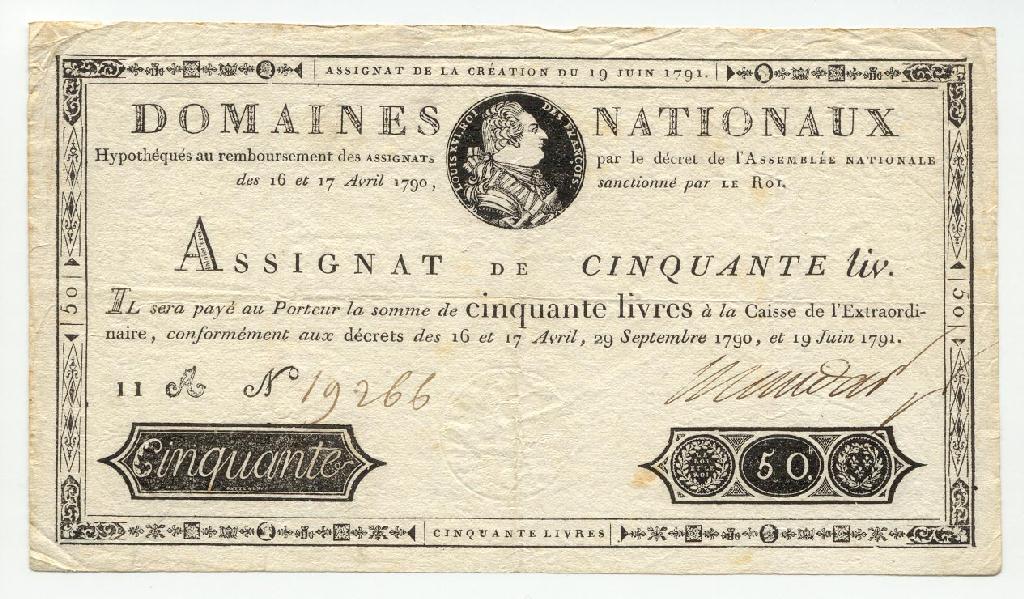 ASSIGNAT DE LA CRÉATION DU 19 JUIN 1791.
DOMAINES NATIONAUX
LOUIS XVI ROI DES FRANÇOIS
Hypothéqués au remboursement des ASSIGNATS par le décret de l'ASSEMBLÉE NATIONALE
des 16 et 17 Avril 1790, sanctionné par LE ROI.
ASSIGNAT DE CINQUANTE liv.
50
IL sera payé au Porteur la somme de cinquante livres à la Caisse de l'Extraordi-
naire, conformément aux décrets des 16 et 17 Avril, 29 Septembre 1790, et 19 Juin 1791.
50
11 A No 19266
Cinquante
50.
CINQUANTE LIVRES